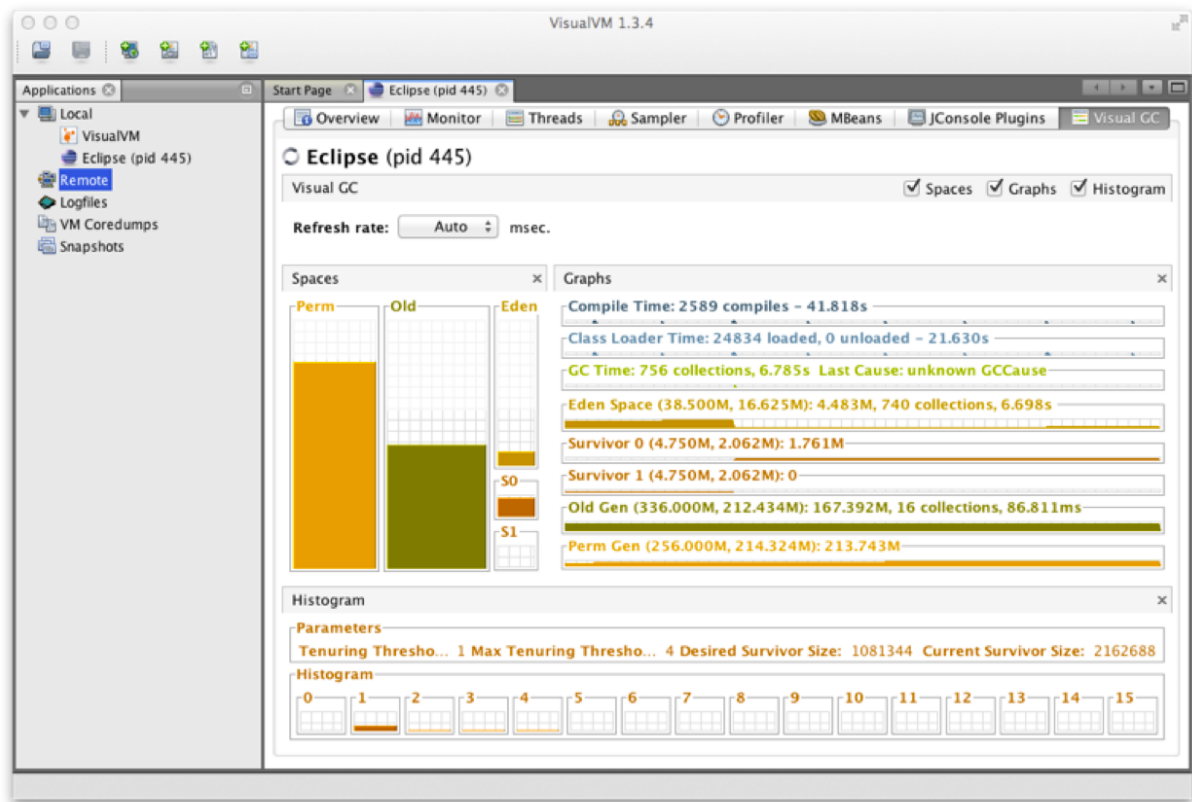 VisualVM 1.3.4
Applications
Start Page
Eclipse (pid 445)
Local
VisualVM
Eclipse (pid 445)
Remote
Logfiles
VM Coredumps
Snapshots
Overview Monitor Threads Sampler Profiler MBeans JConsole Plugins Visual GC
Eclipse (pid 445)
Visual GC
Spaces Graphs Histogram
Refresh rate: Auto msec.
Spaces
Perm Old Eden
S0
S1
Graphs
Compile Time: 2589 compiles - 41.818s
Class Loader Time: 24834 loaded, 0 unloaded - 21.630s
GC Time: 756 collections, 6.785s Last Cause: unknown GCCause
Eden Space (38.500M, 16.625M): 4.483M, 740 collections, 6.698s
Survivor 0 (4.750M, 2.062M): 1.761M
Survivor 1 (4.750M, 2.062M): 0
Old Gen (336.000M, 212.434M): 167.392M, 16 collections, 86.811ms
Perm Gen (256.000M, 214.324M): 213.743M
Histogram
Parameters
Tenuring Thresho... 1 Max Tenuring Thresho... 4 Desired Survivor Size: 1081344 Current Survivor Size: 2162688
Histogram
0 1 2 3 4 5 6 7 8 9 10 11 12 13 14 15